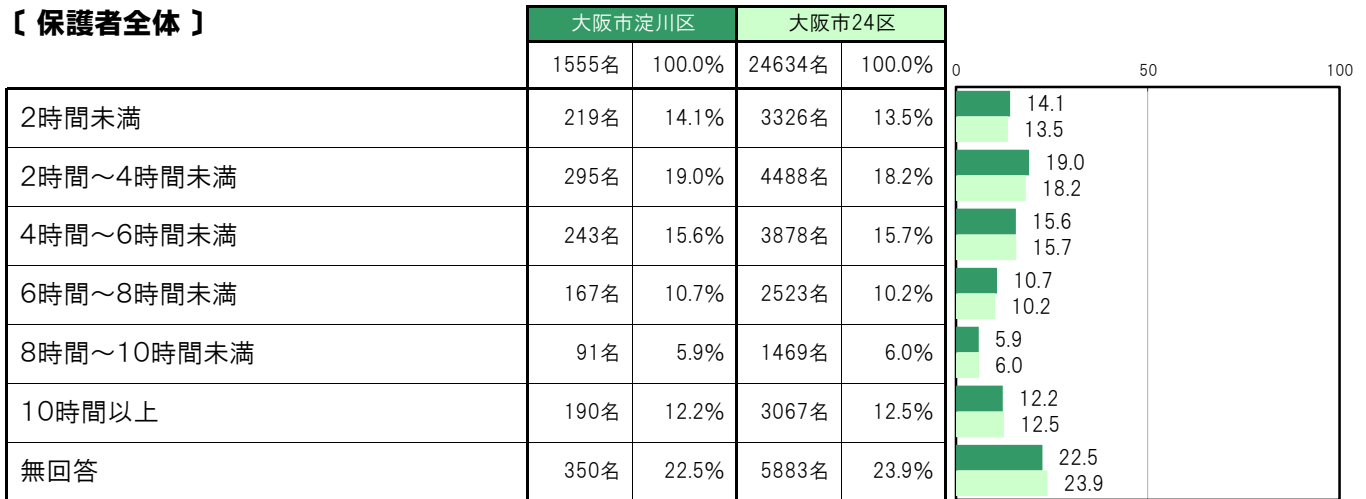 〔 保護者全体 〕
大阪市淀川区 大阪市24区
1555名 100.0% 24634名 100.0%
0 50 100
2時間未満 219名 14.1% 3326名 13.5% 14.1
13.5
2時間～4時間未満 295名 19.0% 4488名 18.2% 19.0
18.2
4時間～6時間未満 243名 15.6% 3878名 15.7% 15.6
15.7
6時間～8時間未満 167名 10.7% 2523名 10.2% 10.7
10.2
8時間～10時間未満 91名 5.9% 1469名 6.0% 5.9
6.0
10時間以上 190名 12.2% 3067名 12.5% 12.2
12.5
無回答 350名 22.5% 5883名 23.9% 22.5
23.9